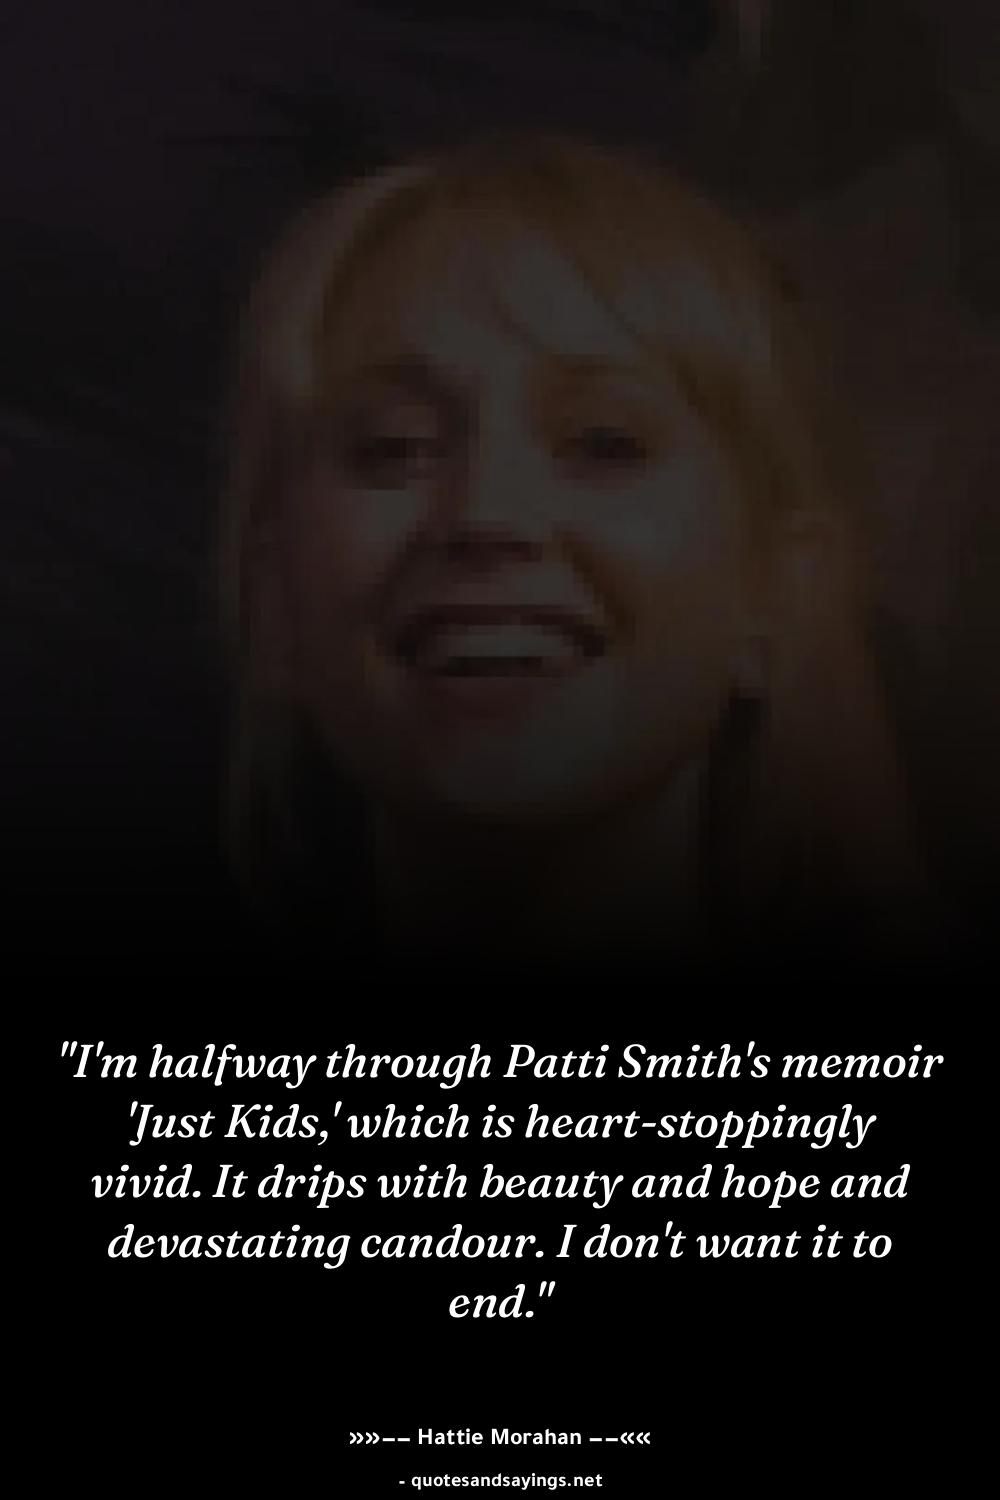 "I'm halfway through Patti Smith's memoir
'Just Kids,' which is heart-stoppingly
vivid. It drips with beauty and hope and
devastating candour. I don't want it to
end."
»»−− Hattie Morahan −−««
- quotesandsayings.net